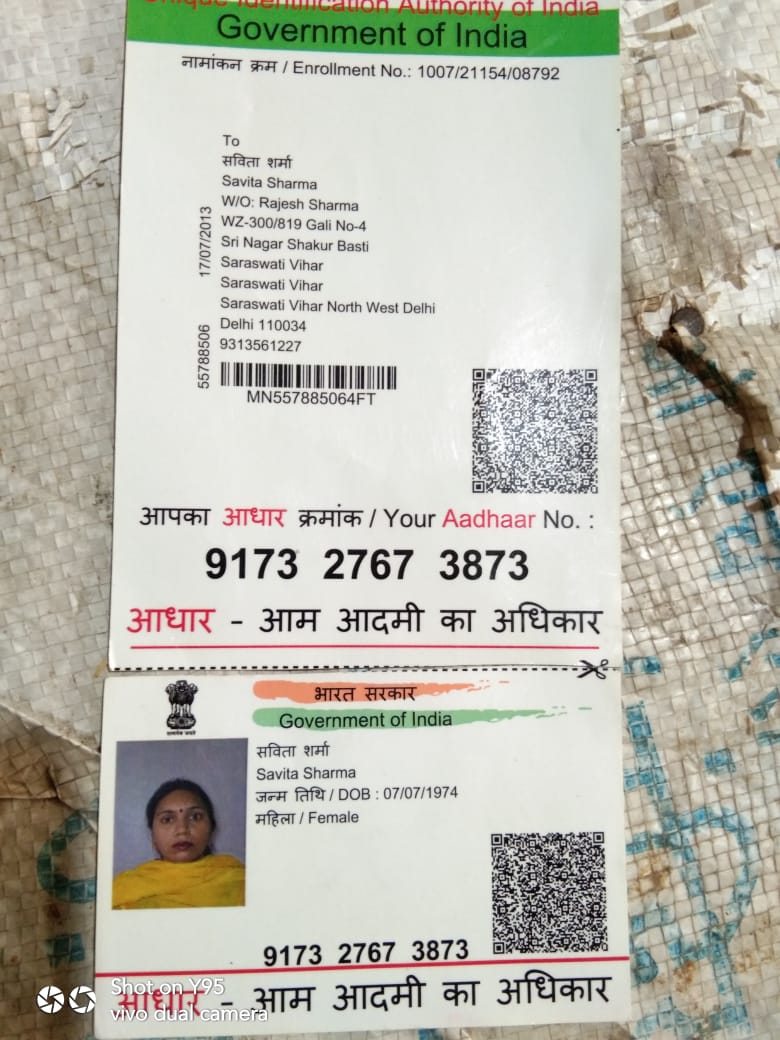 Unique Identification Authority of India
Government of India
नामांकन क्रम / Enrollment No.: 1007/21154/08792
To
सविता शर्मा
Savita Sharma
W/O: Rajesh Sharma
WZ-300/819 Gali No-4
Sri Nagar Shakur Basti
Saraswati Vihar
Saraswati Vihar
Saraswati Vihar North West Delhi
Delhi 110034
9313561227
17/07/2013
55788506
MN557885064FT
आपका आधार क्रमांक / Your Aadhaar No. :
9173 2767 3873
आधार - आम आदमी का अधिकार
भारत सरकार
Government of India
सत्यमेव जयते
सविता शर्मा
Savita Sharma
जन्म तिथि / DOB : 07/07/1974
महिला / Female
9173 2767 3873
आधार - आम आदमी का अधिकार
Shot on Y95
vivo dual camera